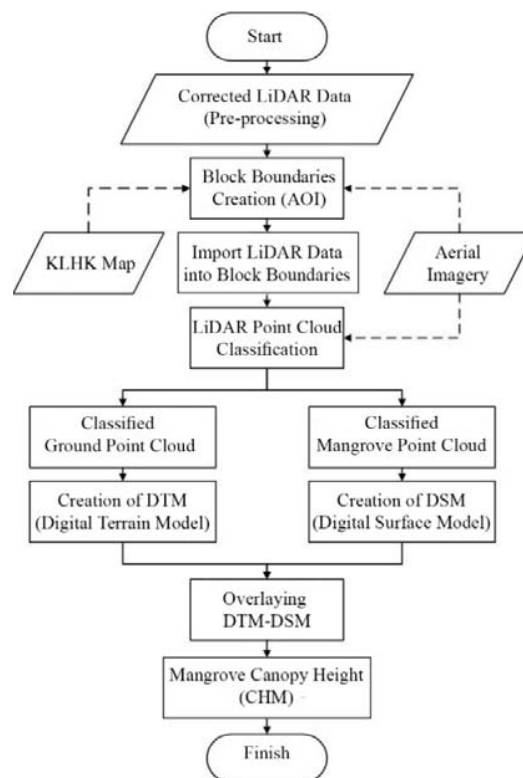 Start
Corrected LiDAR Data
(Pre-processing)
Block Boundaries
Creation (AOI)
KLHK Map
Import LiDAR Data
into Block Boundaries
Aerial
Imagery
LiDAR Point Cloud
Classification
Classified
Ground Point Cloud
Classified
Mangrove Point Cloud
Creation of DTM
(Digital Terrain Model)
Creation of DSM
(Digital Surface Model)
Overlaying
DTM-DSM
Mangrove Canopy Height
(CHM)
Finish